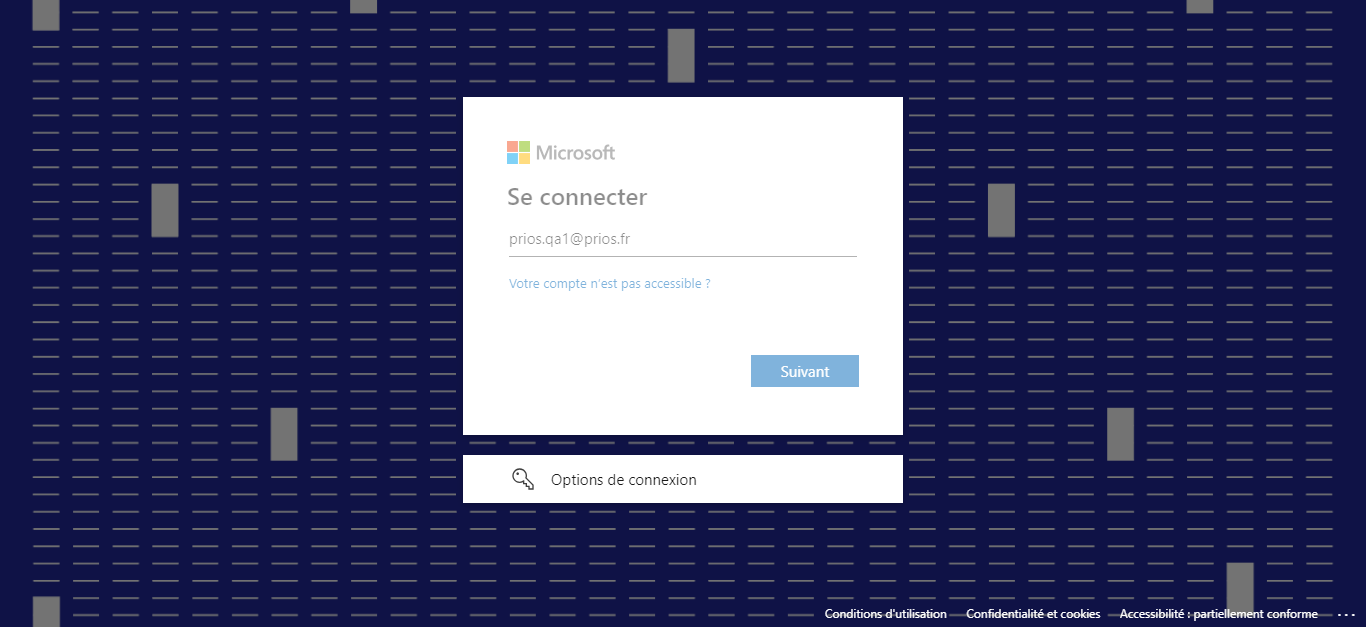 Microsoft
Se connecter
prios.qa1@prios.fr
Votre compte n'est pas accessible ?
Suivant
Options de connexion
Conditions d'utilisation Confidentialité et cookies Accessibilité : partiellement conforme ...